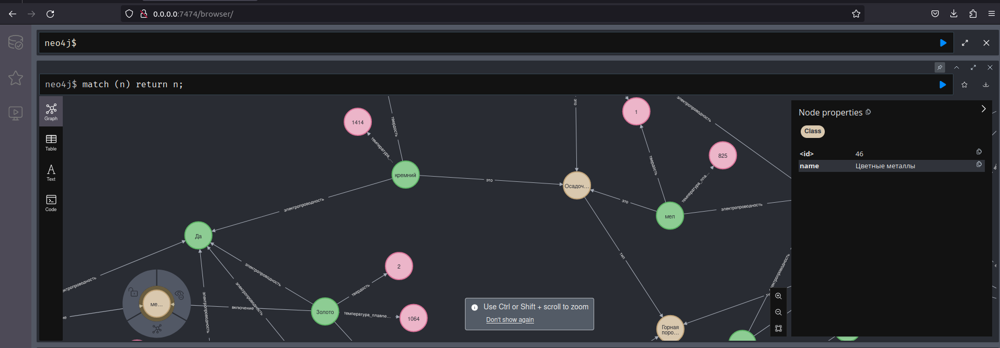 0.0.0.0:7474/browser/
neo4j$
neo4j$ match (n) return n;
Graph
Table
Text
Code
1414
твердость
температура_...
кремний
электропроводность
это
это
Осадоч...
1
электропроводность
твердость
825
температура_пла...
это
мел
электропроводность
Да
2
электропроводность
твердость
тип
электропроводность
электропроводность
электропроводность
ме...
включение
Золото
температура_плавле...
1064
Горная
поро...
электропроводность
Use Ctrl or Shift + scroll to zoom
Don't show again
Node properties
Class
<id> 46
name Цветные металлы